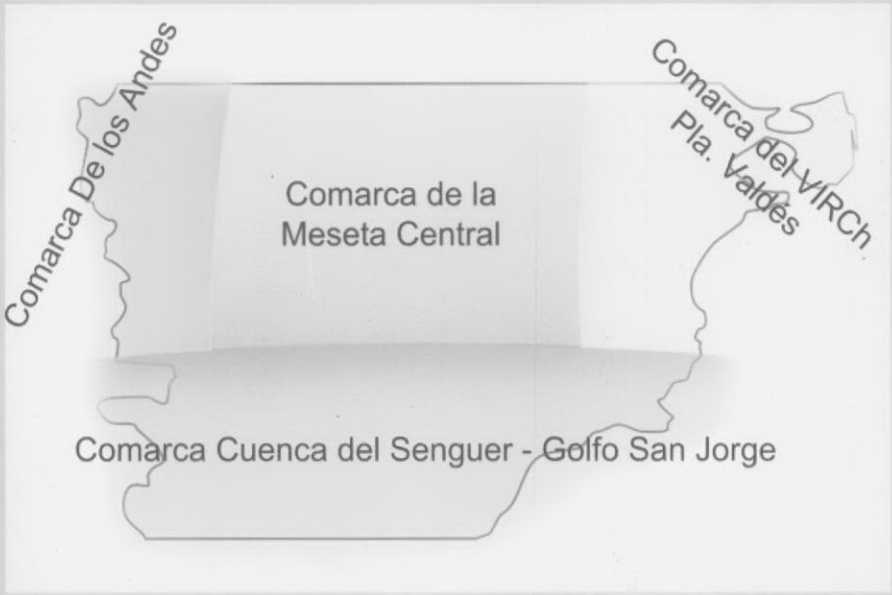 Comarca De los Andes
Comarca de la
Meseta Central
Comarca del VIRCh
Pla. Valdés
Comarca Cuenca del Senguer - Golfo San Jorge